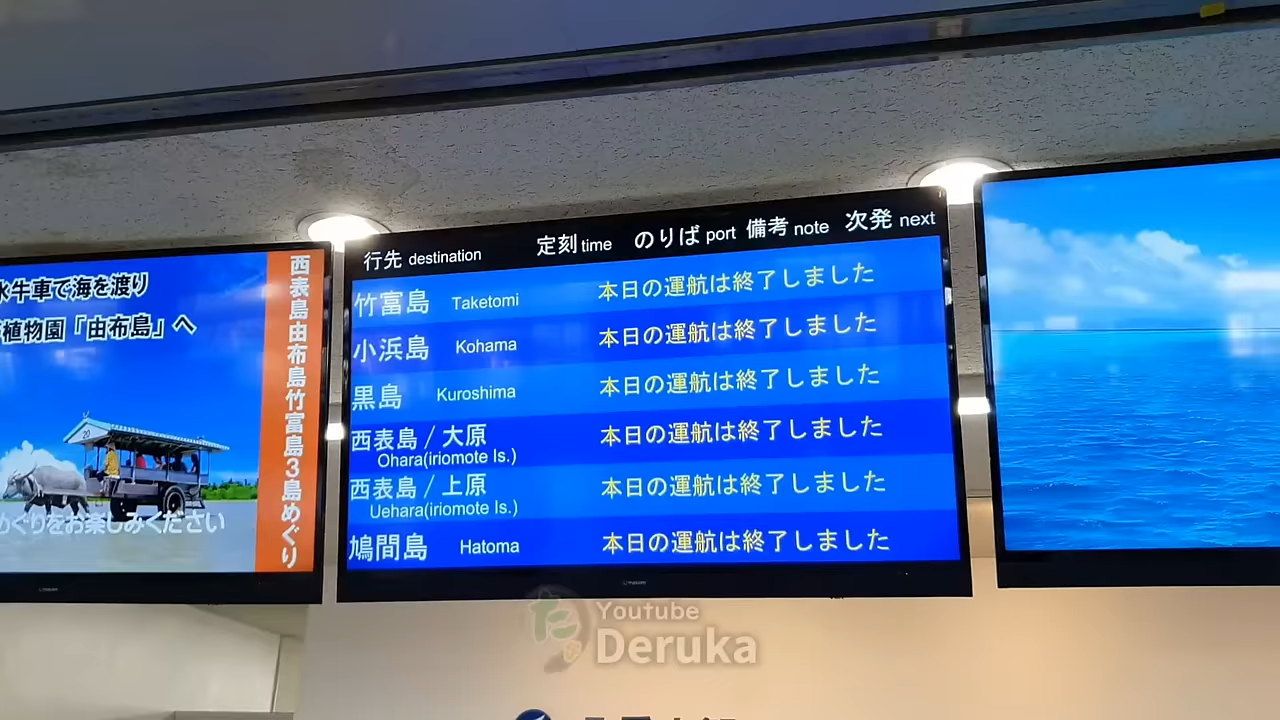 水牛車で海を渡り
植物園「由布島」へ
めぐりをお楽しみください
西表島由布島竹富島3島めぐり
行先 destination 定刻 time のりば port 備考 note 次発 next
竹富島 Taketomi 本日の運航は終了しました
小浜島 Kohama 本日の運航は終了しました
黒島 Kuroshima 本日の運航は終了しました
西表島 / 大原 本日の運航は終了しました
Ohara(iriomote Is.)
西表島 / 上原 本日の運航は終了しました
Uehara(iriomote Is.)
鳩間島 Hatoma 本日の運航は終了しました
Youtube
Deruka